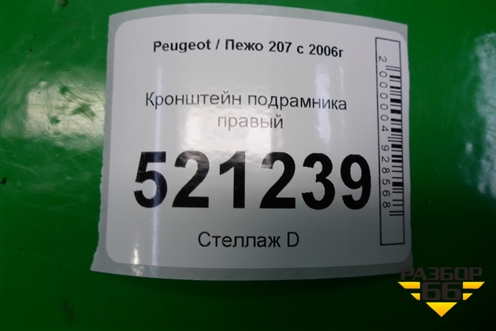 Peugeot / Пежо 207 с 2006г
Кронштейн подрамника
правый
521239
Стеллаж D
2000004928568
РАЗБОР
66